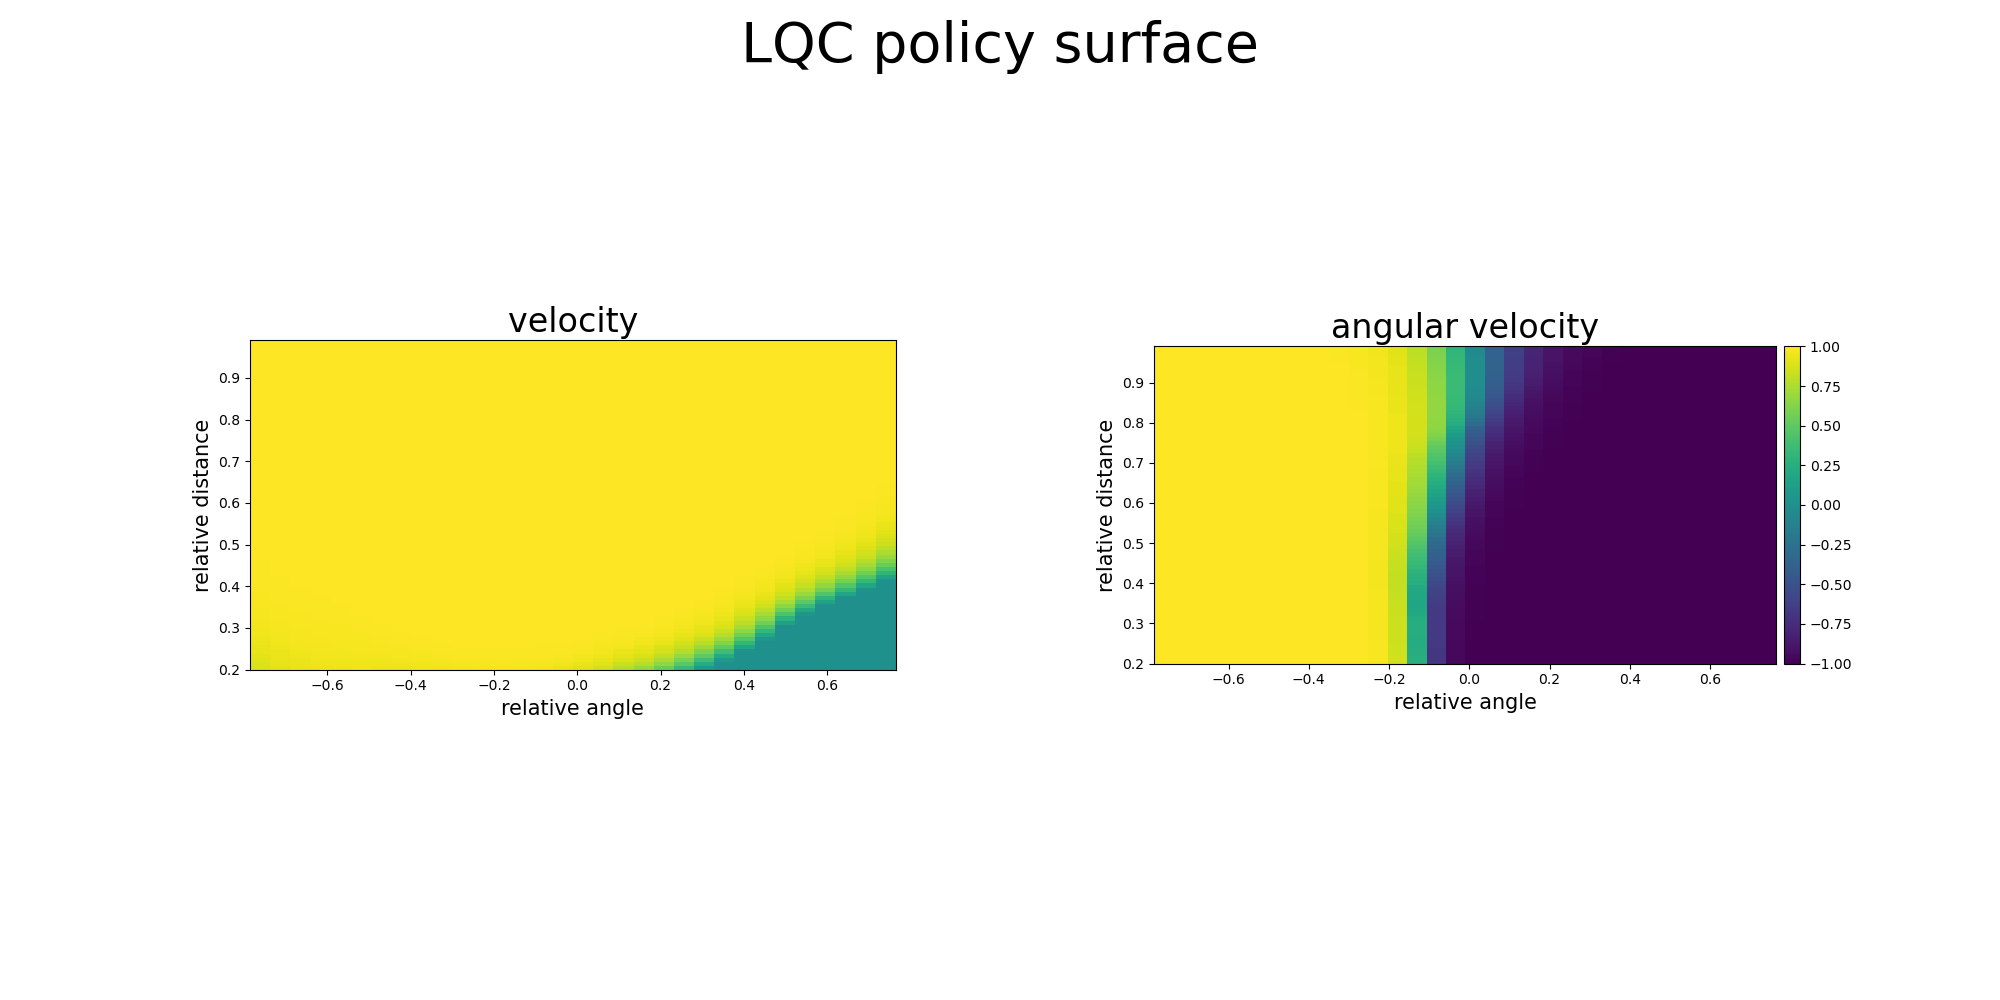 LQC policy surface
velocity
relative distance
0.9
0.8
0.7
0.6
0.5
0.4
0.3
0.2
−0.6 −0.4 −0.2 0.0 0.2 0.4 0.6
relative angle
angular velocity
relative distance
0.9
0.8
0.7
0.6
0.5
0.4
0.3
0.2
−0.6 −0.4 −0.2 0.0 0.2 0.4 0.6
relative angle
1.00
0.75
0.50
0.25
0.00
−0.25
−0.50
−0.75
−1.00